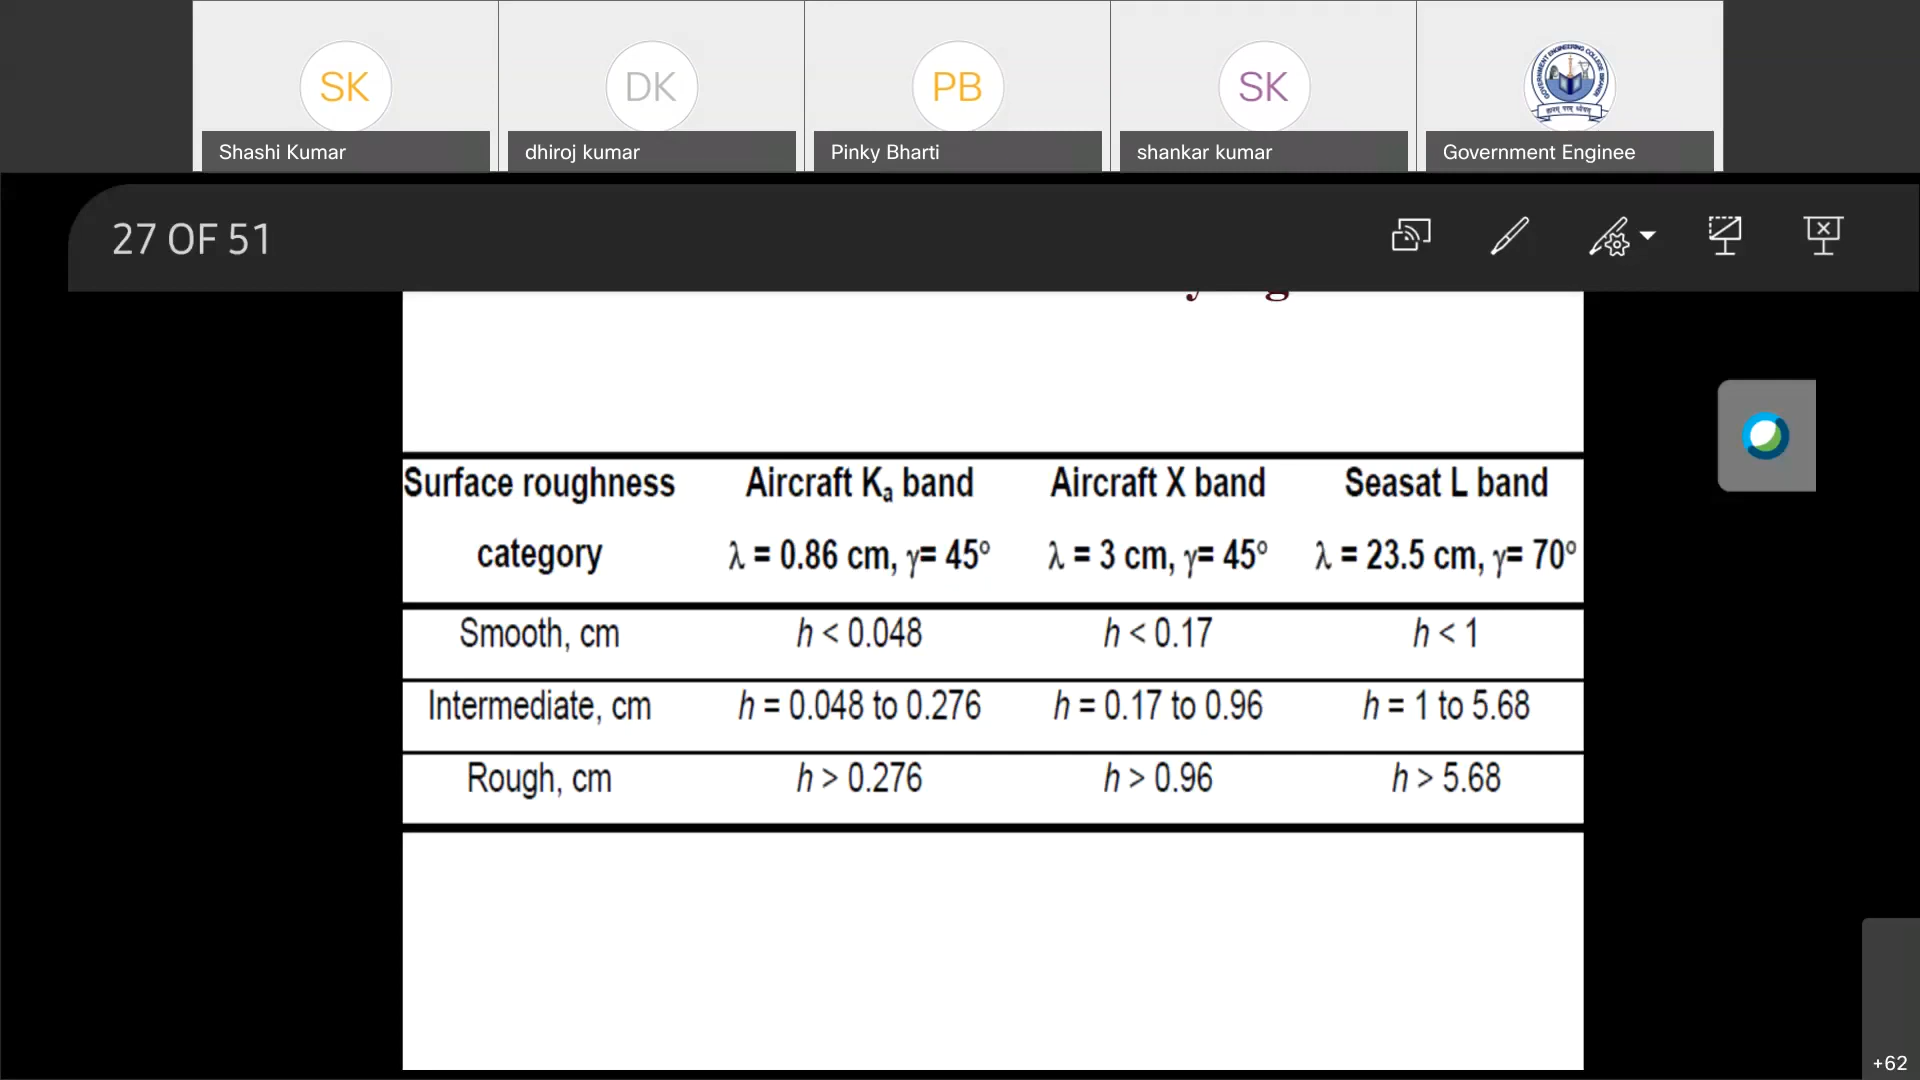 SK
DK
PB
SK
Shashi Kumar
dhiroj kumar
Pinky Bharti
shankar kumar
Government Enginee
27 OF 51
Surface roughness category
Aircraft Ka band
λ = 0.86 cm, γ= 45°
Aircraft X band
λ = 3 cm, γ= 45°
Seasat L band
λ = 23.5 cm, γ= 70°
Smooth, cm h < 0.048 h < 0.17 h < 1
Intermediate, cm h = 0.048 to 0.276 h = 0.17 to 0.96 h = 1 to 5.68
Rough, cm h > 0.276 h > 0.96 h > 5.68
+62